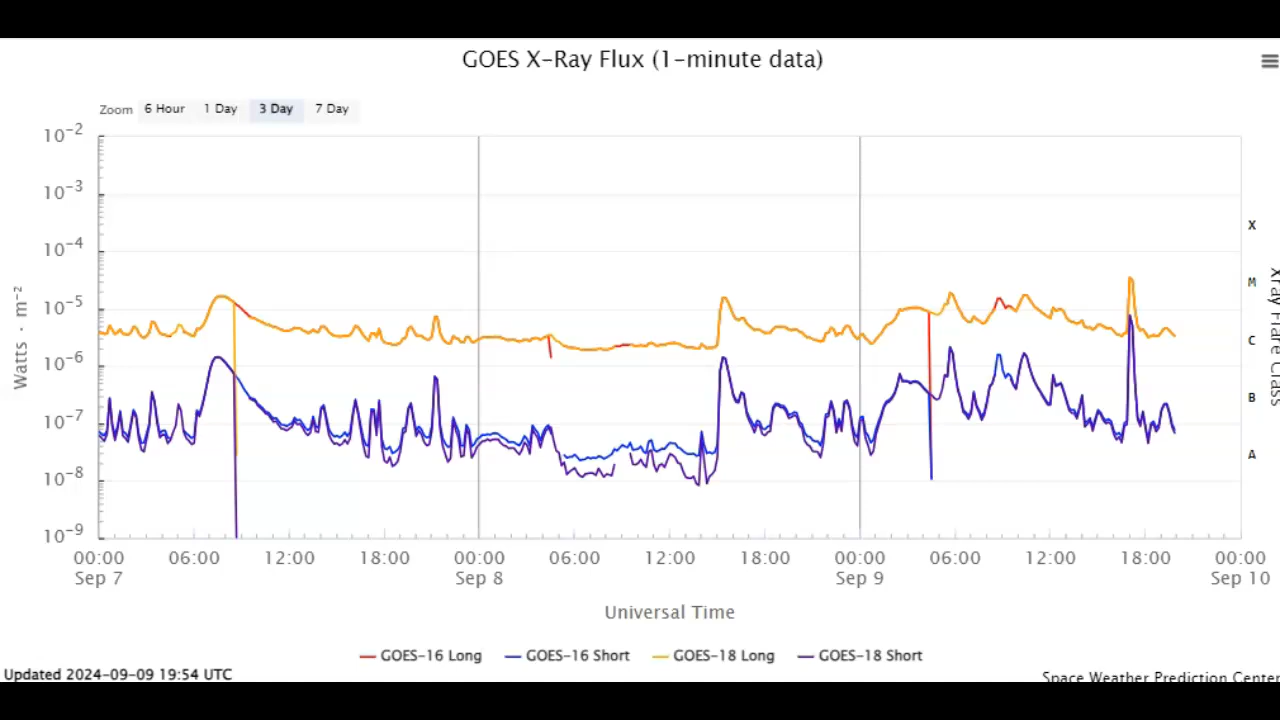 GOES X-Ray Flux (1-minute data)
Zoom 6 Hour 1 Day 3 Day 7 Day
10⁻²
10⁻³
10⁻⁴
10⁻⁵
10⁻⁶
10⁻⁷
10⁻⁸
10⁻⁹
Watts · m⁻²
X
M
C
B
A
Xray Flare Class
00:00 06:00 12:00 18:00 00:00 06:00 12:00 18:00 00:00 06:00 12:00 18:00 00:00
Sep 7 Sep 8 Sep 9 Sep 10
Universal Time
GOES-16 Long GOES-16 Short GOES-18 Long GOES-18 Short
Updated 2024-09-09 19:54 UTC
Space Weather Prediction Center